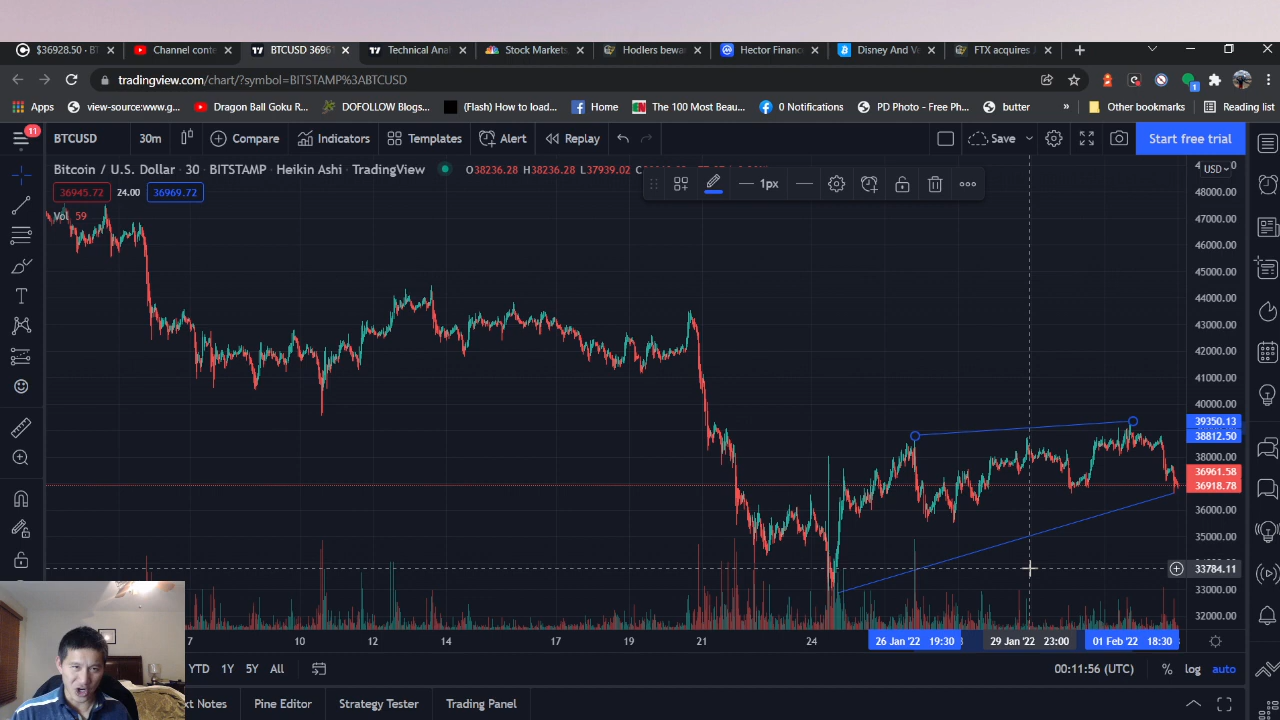 $36928.50 · BT
Channel conte
BTCUSD 3696
Technical Anal
Stock Markets,
Hodlers bewa
Hector Financ
Disney And Ve
FTX acquires J
tradingview.com/chart/?symbol=BITSTAMP%3ABTCUSD
Apps
view-source:www.g...
Dragon Ball Goku R...
DOFOLLOW Blogs...
(Flash) How to load...
Home
The 100 Most Beau...
0 Notifications
PD Photo - Free Ph...
butter
»
Other bookmarks
Reading list
11
BTCUSD
30m
Compare
Indicators
Templates
Alert
Replay
Save
Start free trial
Bitcoin / U.S. Dollar · 30 · BITSTAMP · Heikin Ashi · TradingView
O38236.28 H38236.28 L37939.02
USD
36945.72
24.00
36969.72
Vol 59
1px
48000.00
47000.00
46000.00
45000.00
44000.00
43000.00
42000.00
41000.00
40000.00
39350.13
38812.50
38000.00
36961.58
36918.78
36000.00
35000.00
33784.11
33000.00
32000.00
7
10
12
14
17
19
21
24
26 Jan '22 19:30
29 Jan '22 23:00
01 Feb '22 18:30
YTD
1Y
5Y
All
00:11:56 (UTC)
%
log
auto
xt Notes
Pine Editor
Strategy Tester
Trading Panel